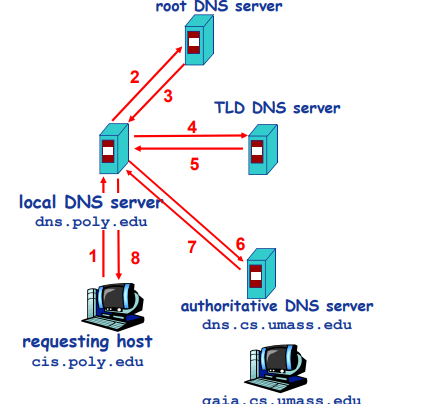 root DNS server
2
3
TLD DNS server
4
5
local DNS server
dns.poly.edu
1
8
6
7
authoritative DNS server
dns.cs.umass.edu
requesting host
cis.poly.edu
gaia.cs.umass.edu